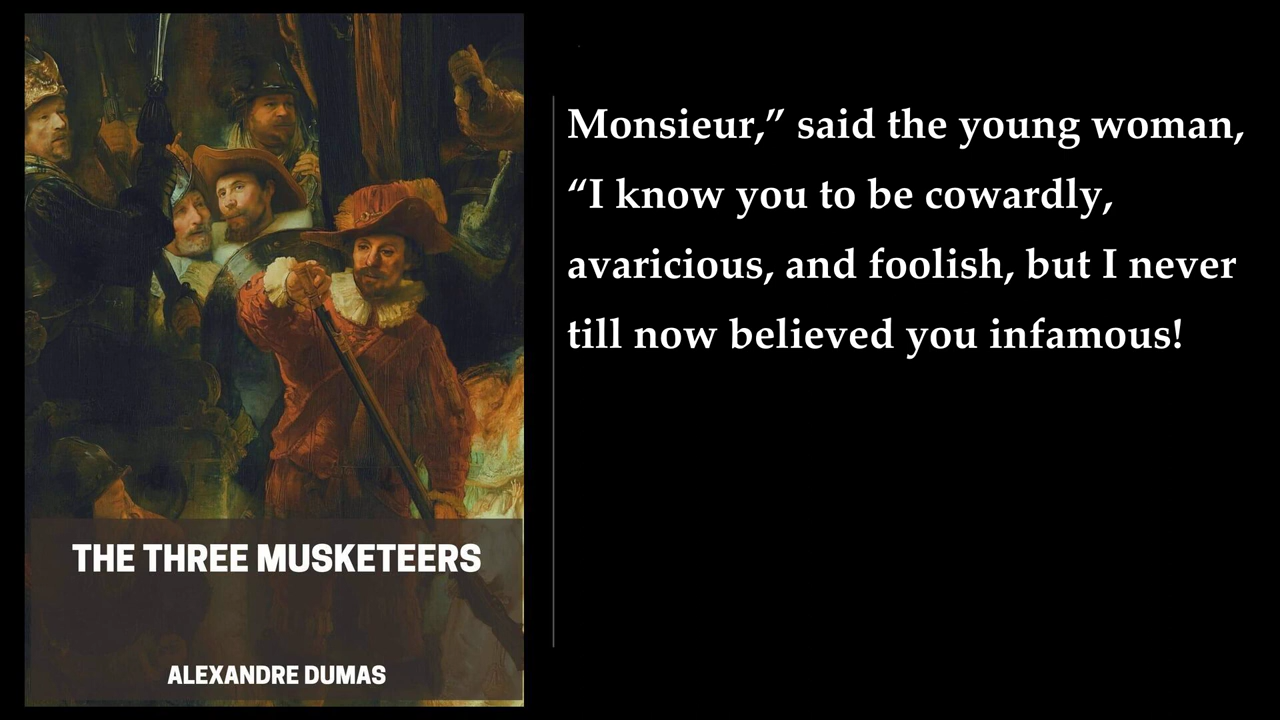 THE THREE MUSKETEERS
ALEXANDRE DUMAS
Monsieur,” said the young woman,
“I know you to be cowardly,
avaricious, and foolish, but I never
till now believed you infamous!